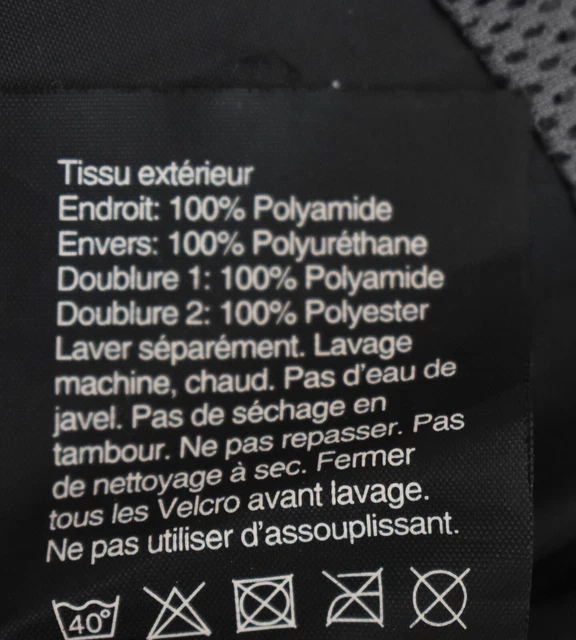 Tissu extérieur
Endroit: 100% Polyamide
Envers: 100% Polyuréthane
Doublure 1: 100% Polyamide
Doublure 2: 100% Polyester
Laver séparément. Lavage
machine, chaud. Pas d'eau de
javel. Pas de séchage en
tambour. Ne pas repasser. Pas
de nettoyage à sec. Fermer
tous les Velcro avant lavage.
Ne pas utiliser d'assouplissant.
40°